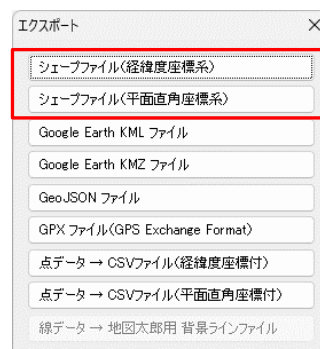 エクスポート
シェープファイル(経緯度座標系)
シェープファイル(平面直角座標系)
Google Earth KML ファイル
Google Earth KMZ ファイル
GeoJSON ファイル
GPX ファイル(GPS Exchange Format)
点データ → CSVファイル(経緯度座標付)
点データ → CSVファイル(平面直角座標付)
線データ → 地図太郎用 背景ラインファイル